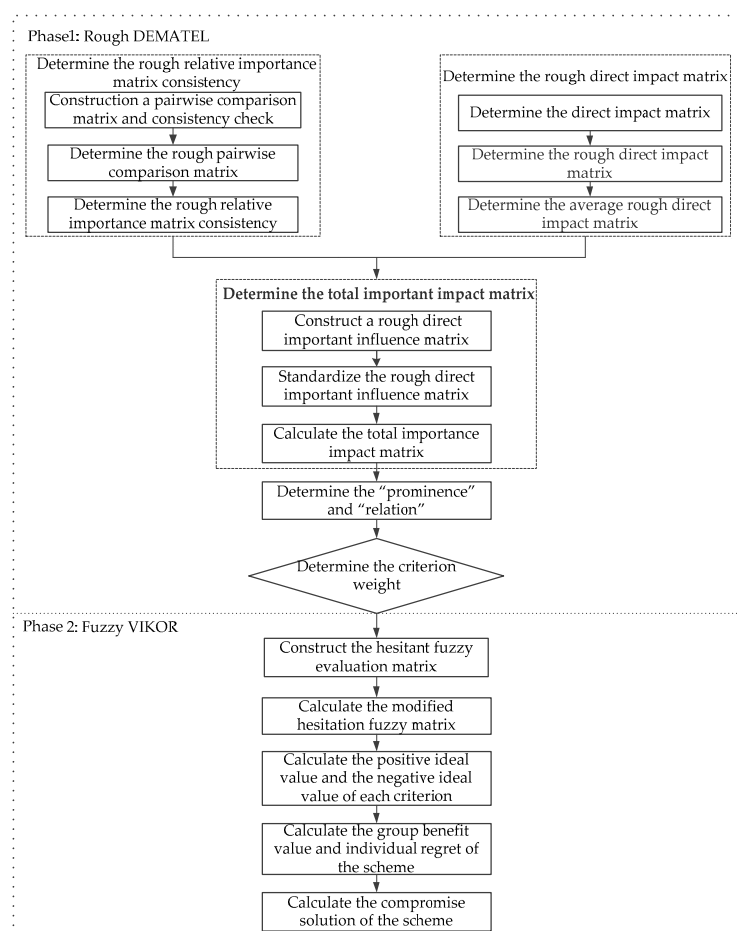 Phase1: Rough DEMATEL
Determine the rough relative importance
matrix consistency
Construction a pairwise comparison
matrix and consistency check
Determine the rough pairwise
comparison matrix
Determine the rough relative
importance matrix consistency
Determine the rough direct impact matrix
Determine the direct impact matrix
Determine the rough direct impact
matrix
Determine the average rough direct
impact matrix
Determine the total important impact matrix
Construct a rough direct
important influence matrix
Standardize the rough direct
important influence matrix
Calculate the total importance
impact matrix
Determine the “prominence”
and “relation”
Determine the criterion
weight
Phase 2: Fuzzy VIKOR
Construct the hesitant fuzzy
evaluation matrix
Calculate the modified
hesitation fuzzy matrix
Calculate the positive ideal
value and the negative ideal
value of each criterion
Calculate the group benefit
value and individual regret of
the scheme
Calculate the compromise
solution of the scheme